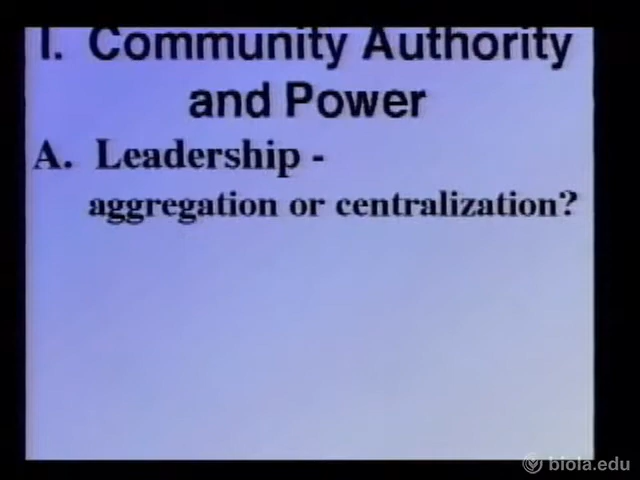 I. Community Authority
and Power
A. Leadership -
aggregation or centralization?
biola.edu